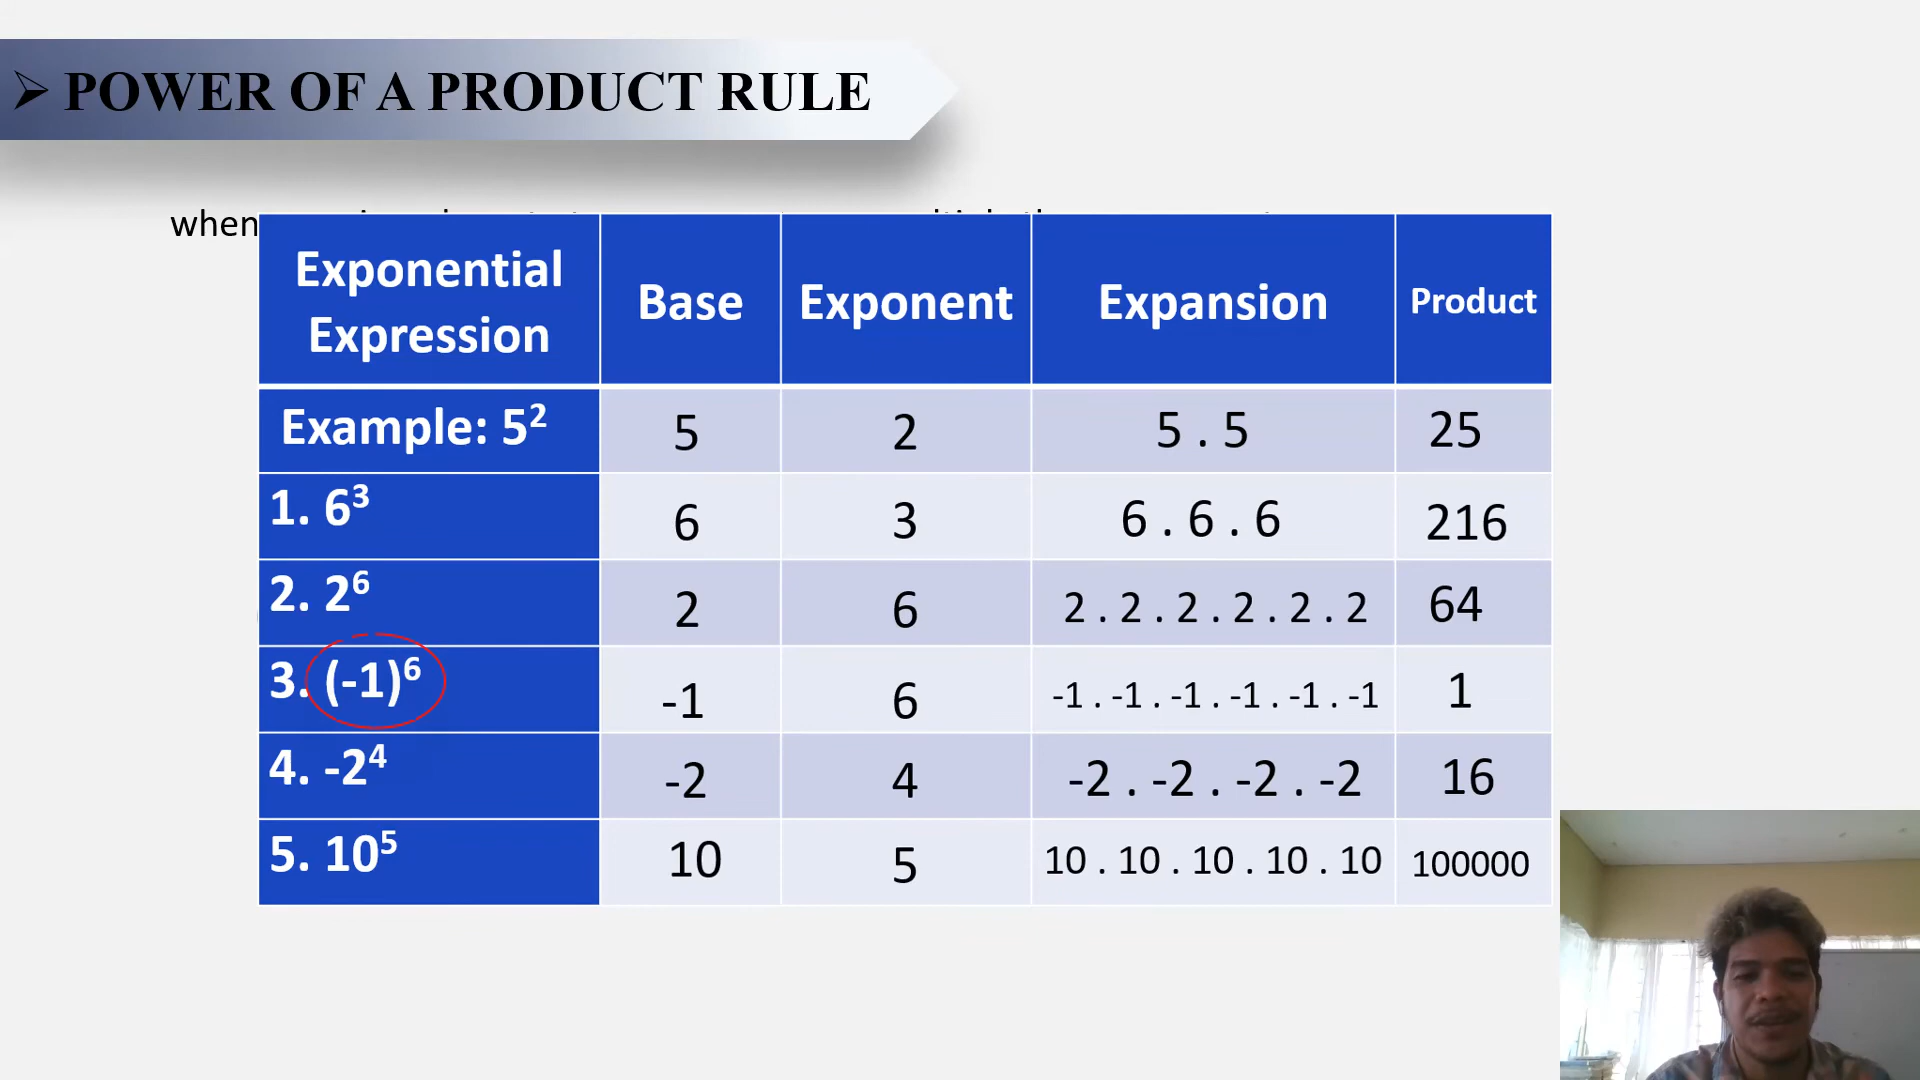 ➢ POWER OF A PRODUCT RULE
when
Exponential Expression Base Exponent Expansion Product
Example: 5² 5 2 5 . 5 25
1. 6³ 6 3 6 . 6 . 6 216
2. 2⁶ 2 6 2 . 2 . 2 . 2 . 2 . 2 64
3. (-1)⁶ -1 6 -1 . -1 . -1 . -1 . -1 . -1 1
4. -2⁴ -2 4 -2 . -2 . -2 . -2 16
5. 10⁵ 10 5 10 . 10 . 10 . 10 . 10 100000